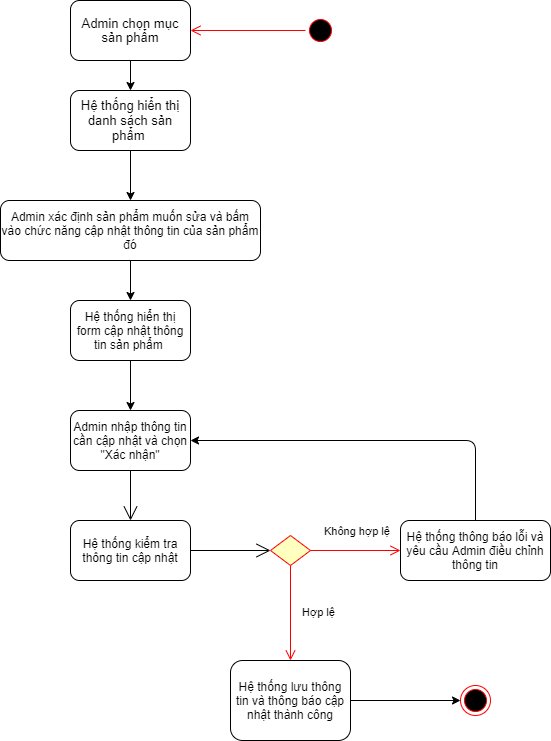 Admin chọn mục
sản phẩm
Hệ thống hiển thị
danh sách sản
phẩm
Admin xác định sản phẩm muốn sửa và bấm
vào chức năng cập nhật thông tin của sản phẩm
đó
Hệ thống hiển thị
form cập nhật thông
tin sản phẩm
Admin nhập thông tin
cần cập nhật và chọn
"Xác nhận"
Hệ thống kiểm tra
thông tin cập nhật
Không hợp lệ
Hệ thống thông báo lỗi và
yêu cầu Admin điều chỉnh
thông tin
Hợp lệ
Hệ thống lưu thông
tin và thông báo cập
nhật thành công